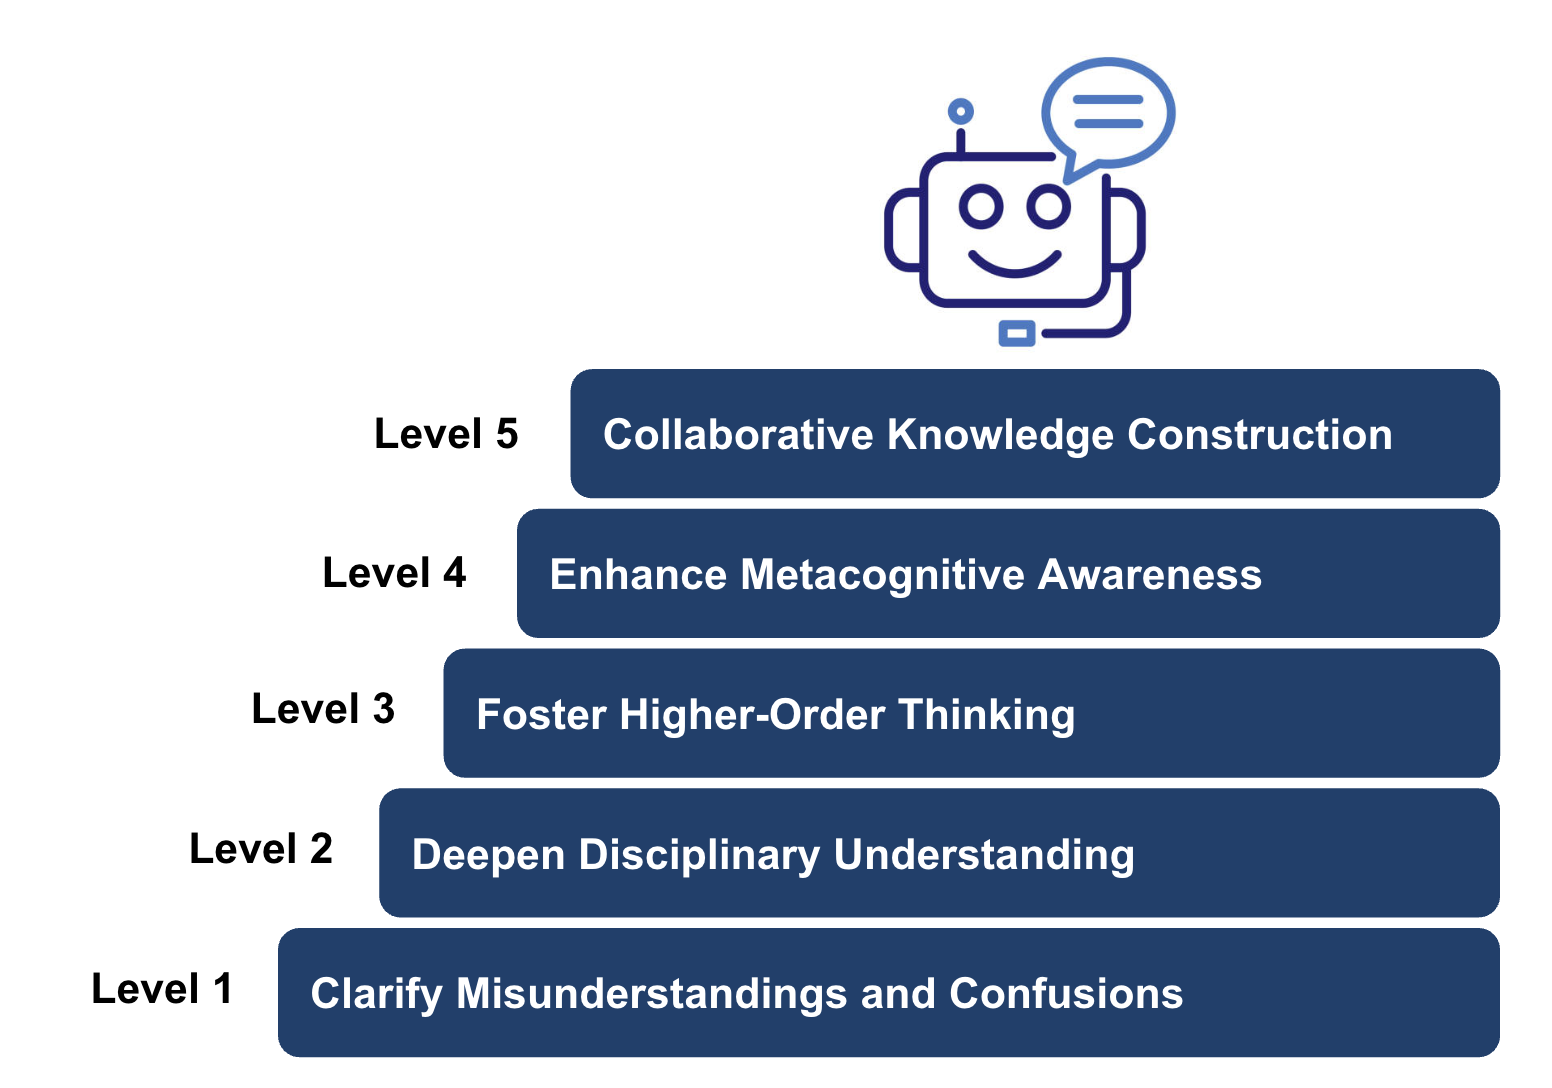 Level 5 Collaborative Knowledge Construction
Level 4 Enhance Metacognitive Awareness
Level 3 Foster Higher-Order Thinking
Level 2 Deepen Disciplinary Understanding
Level 1 Clarify Misunderstandings and Confusions